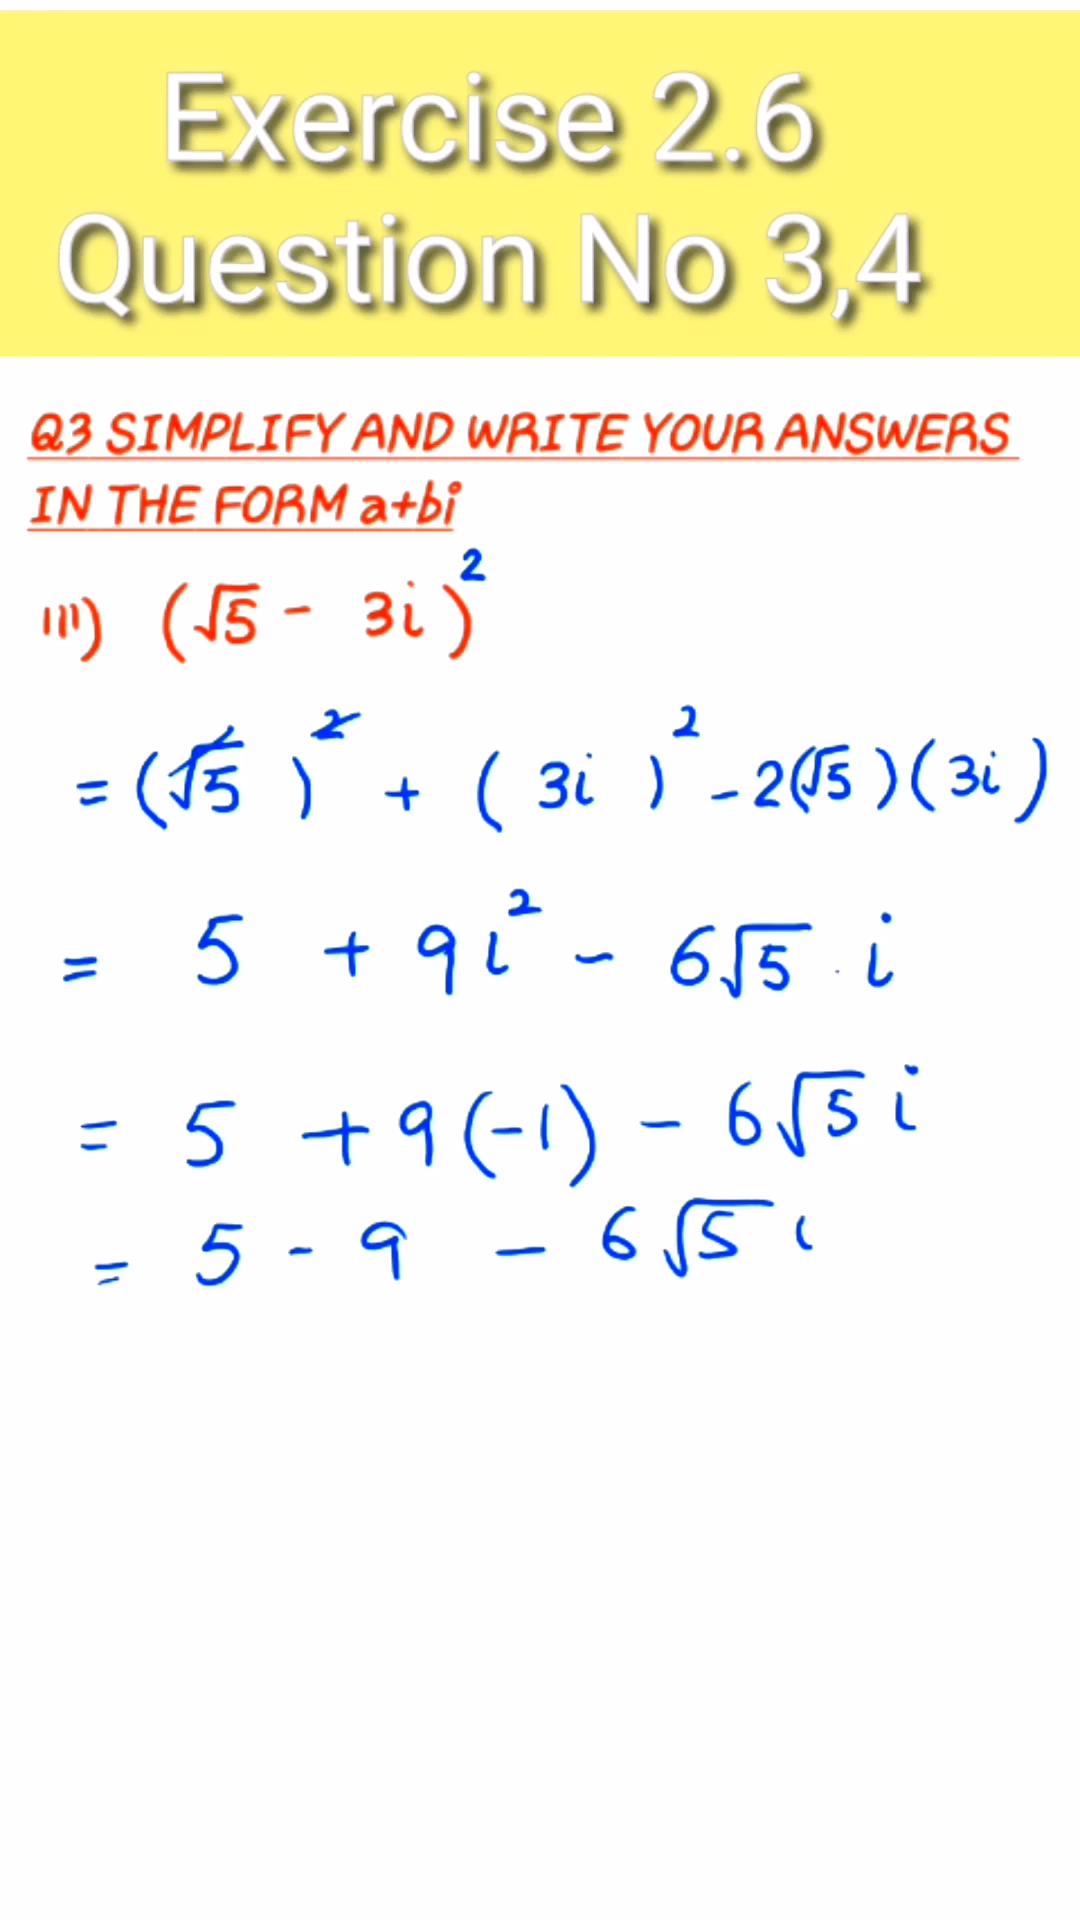 Exercise 2.6
Question No 3,4
Q3 SIMPLIFY AND WRITE YOUR ANSWERS
IN THE FORM a+bi
iii) (√5 - 3i)²
= (√5)² + (3i)² - 2(√5)(3i)
= 5 + 9i² - 6√5 . i
= 5 + 9(-1) - 6√5 i
= 5 - 9 - 6√5 i